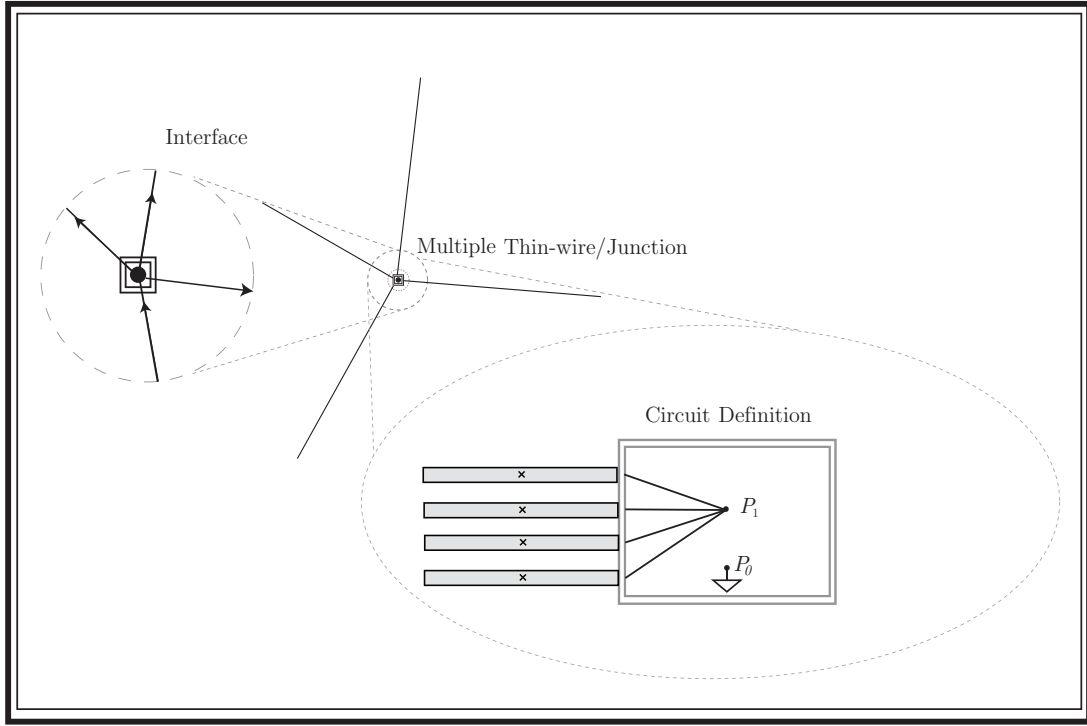 Interface
Multiple Thin-wire/Junction
Circuit Definition
P₁
P₀